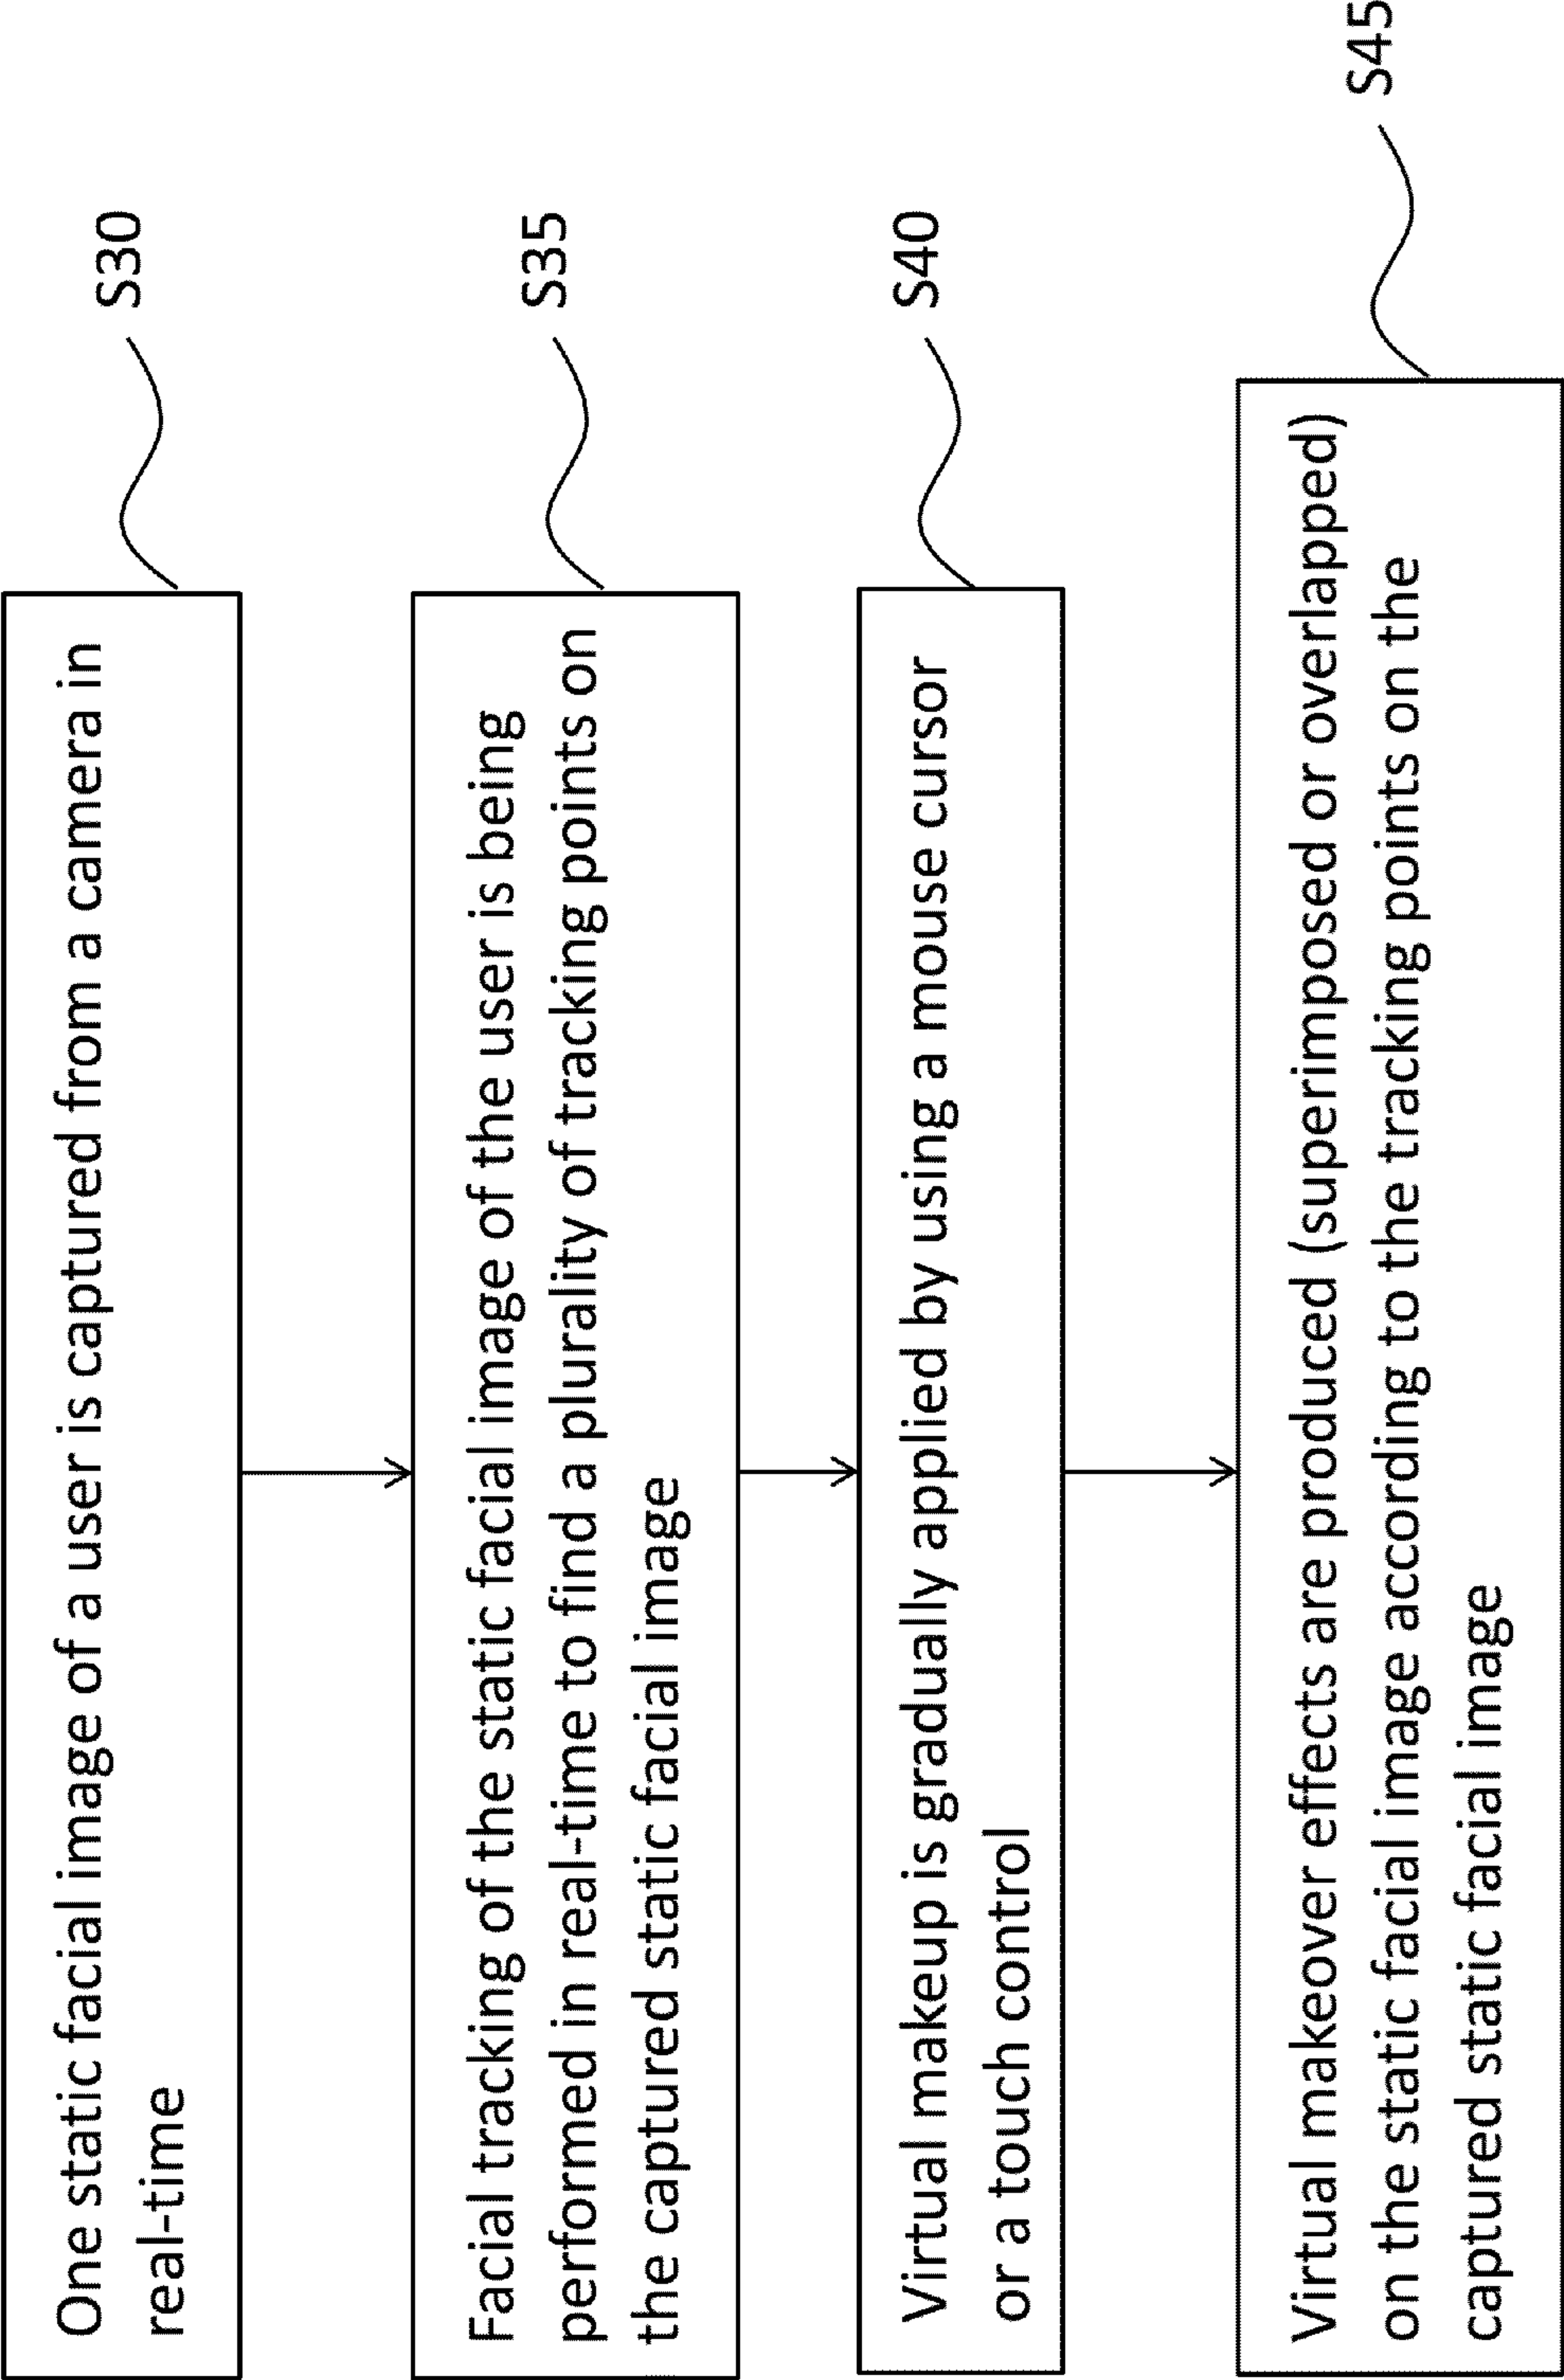 One static facial image of a user is captured from a camera in
real-time
S30
Facial tracking of the static facial image of the user is being
performed in real-time to find a plurality of tracking points on
the captured static facial image
S35
Virtual makeup is gradually applied by using a mouse cursor
or a touch control
S40
Virtual makeover effects are produced (superimposed or overlapped)
on the static facial image according to the tracking points on the
captured static facial image
S45